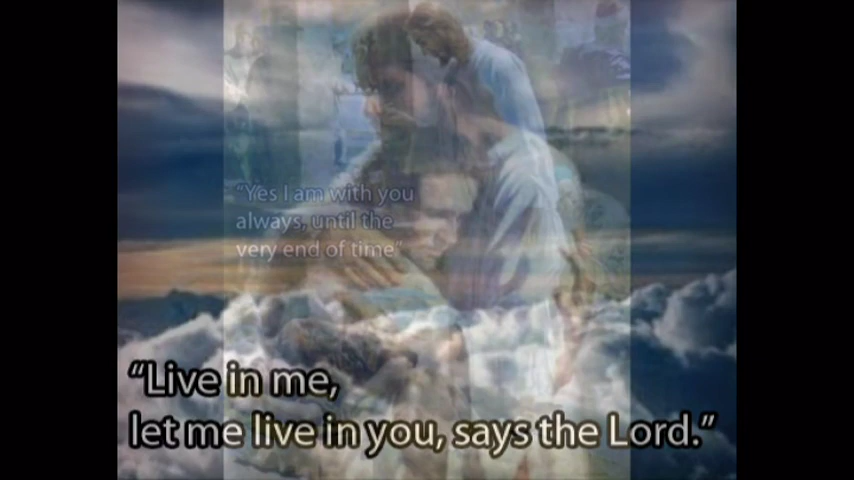 “Yes I am with you
always, until the
very end of time”
“Live in me,
let me live in you, says the Lord.”